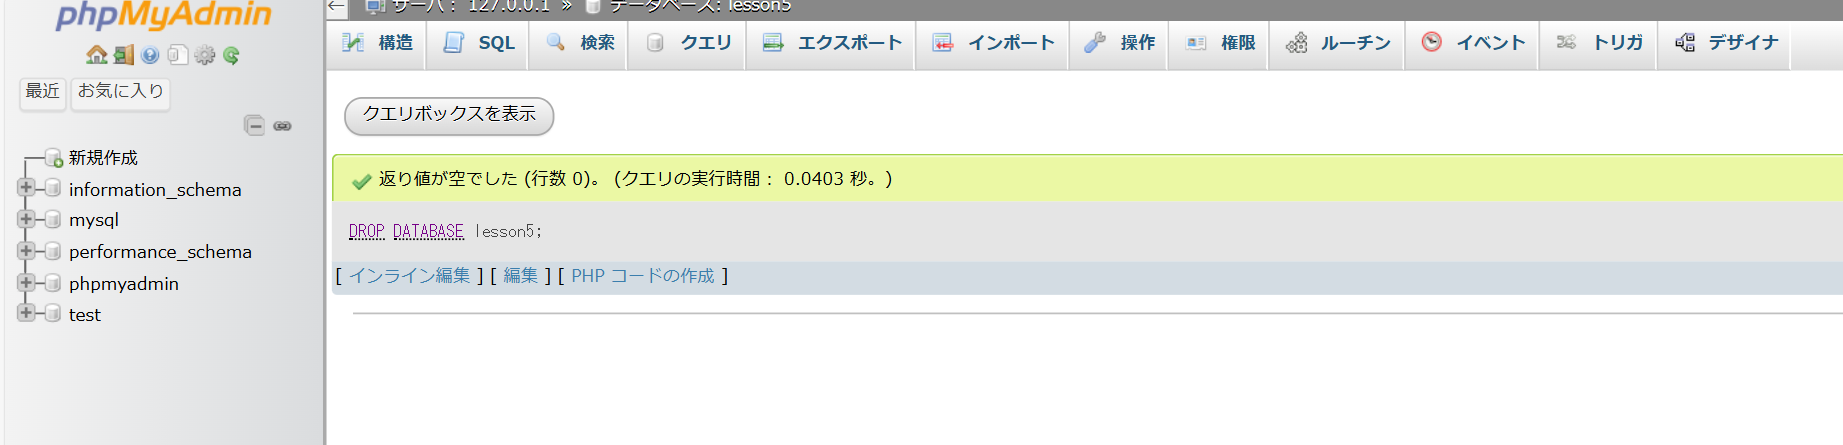 phpMyAdmin
最近 お気に入り
新規作成
information_schema
mysql
performance_schema
phpmyadmin
test
サーバ: 127.0.0.1 » データベース: lesson5
構造 SQL 検索 クエリ エクスポート インポート 操作 権限 ルーチン イベント トリガ デザイナ
クエリボックスを表示
返り値が空でした (行数 0)。 (クエリの実行時間: 0.0403 秒。)
DROP DATABASE lesson5;
[ インライン編集 ] [ 編集 ] [ PHP コードの作成 ]